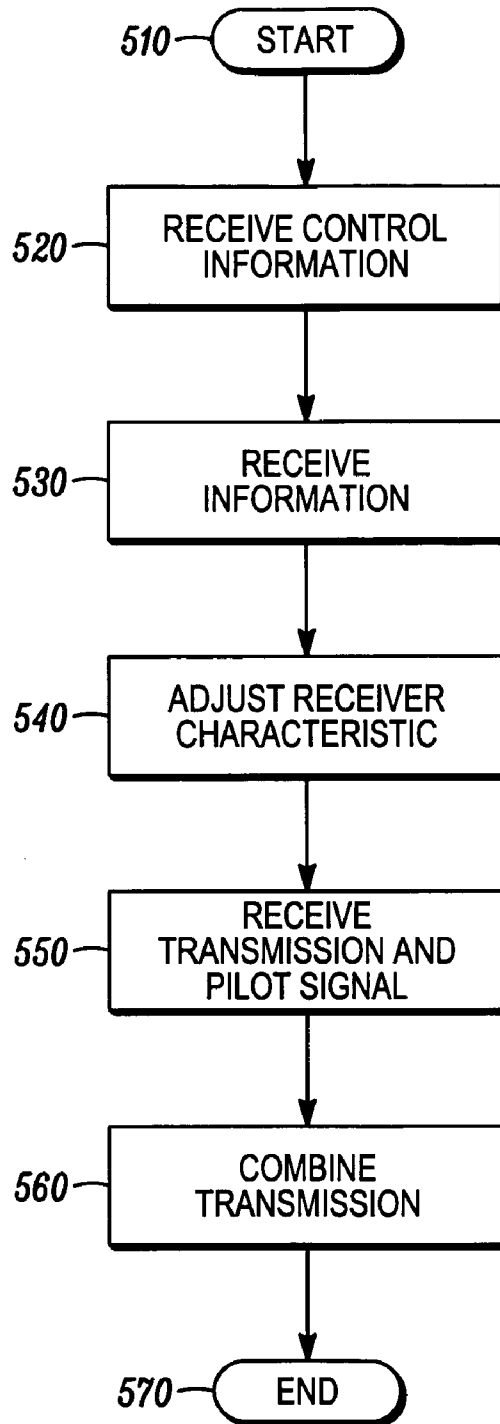 510 START
520 RECEIVE CONTROL
INFORMATION
530 RECEIVE
INFORMATION
540 ADJUST RECEIVER
CHARACTERISTIC
550 RECEIVE
TRANSMISSION AND
PILOT SIGNAL
560 COMBINE
TRANSMISSION
570 END